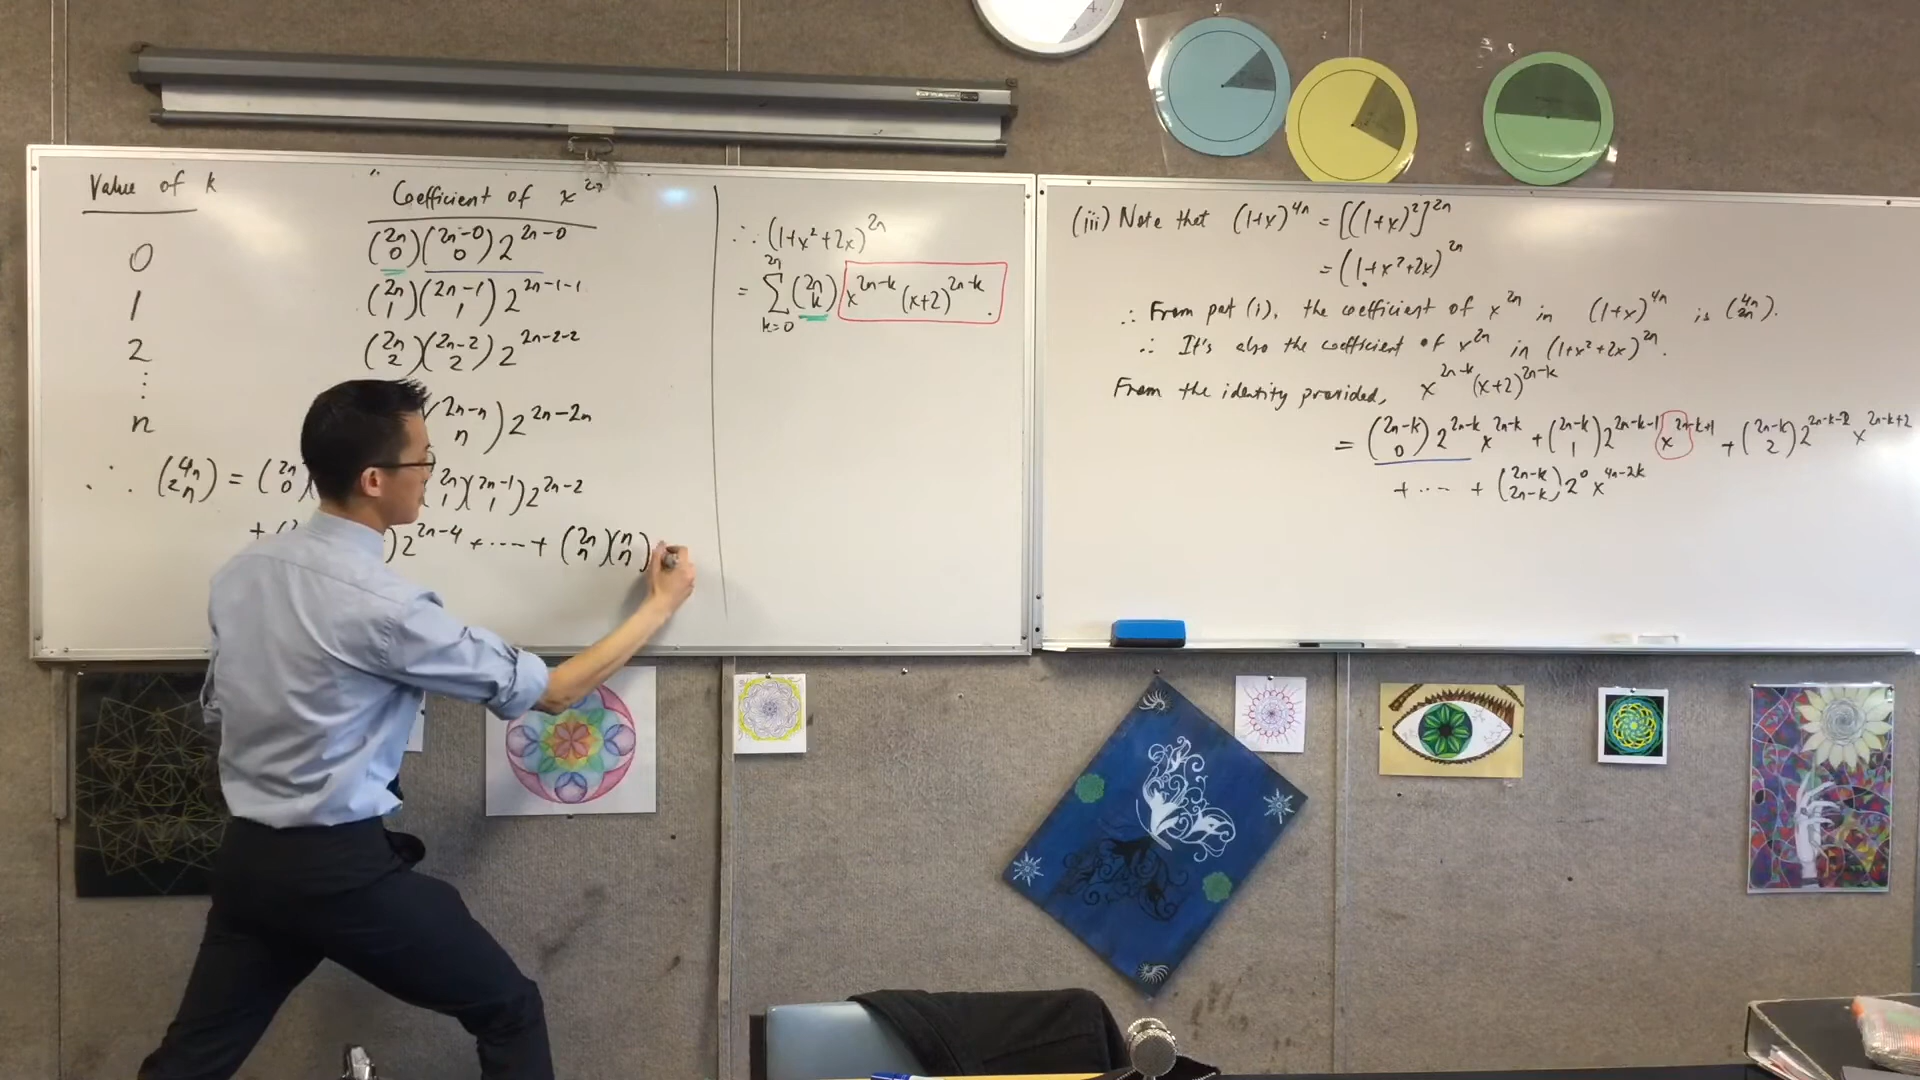 Value of k
"Coefficient of x^2n
0
(2n 0)(2n-0 0) 2^2n-0
1
(2n 1)(2n-1 1) 2^2n-1-1
2
(2n 2)(2n-2 2) 2^2n-2-2
⋮
n
(2n-n n) 2^2n-2n
∴ (4n 2n) = (2n 0)
2n 1)(2n-1 1) 2^2n-2
+ (
) 2^2n-4 + ---- + (2n n)(n n)
∴ (1+x²+2x)^2n
= Σ 2n k=0 (2n k) x^2n-k (x+2)^2n-k.
(iii) Note that (1+x)^4n = [(1+x)²]^2n
= (1+x²+2x)^2n
∴ From part (i), the coefficient of x^2n in (1+x)^4n is (4n 2n).
∴ It's also the coefficient of x^2n in (1+x²+2x)^2n.
From the identity provided, x^2n-k (x+2)^2n-k
= (2n-k 0) 2^2n-k x^2n-k + (2n-k 1) 2^2n-k-1 x^2n-k+1 + (2n-k 2) 2^2n-k-2 x^2n-k+2
+ ---- + (2n-k 2n-k) 2^0 x^4n-2k